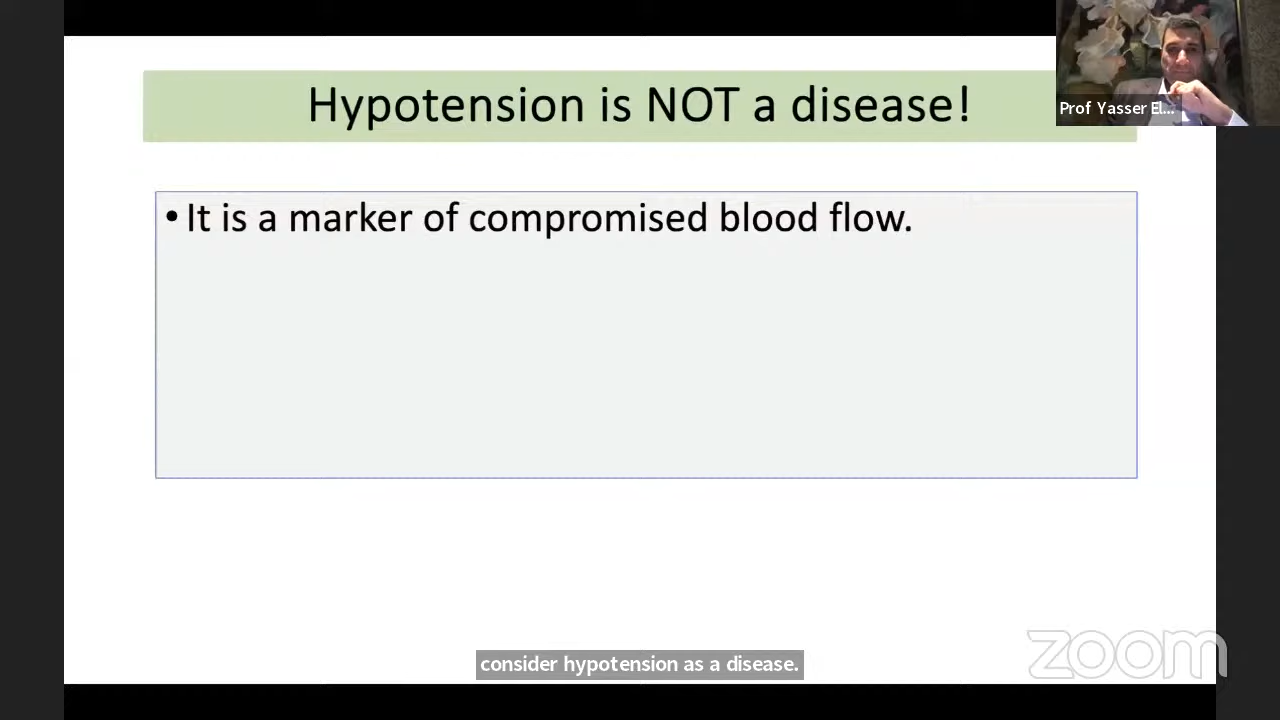 Hypotension is NOT a disease!
Prof Yasser El...
• It is a marker of compromised blood flow.
consider hypotension as a disease.
zoom